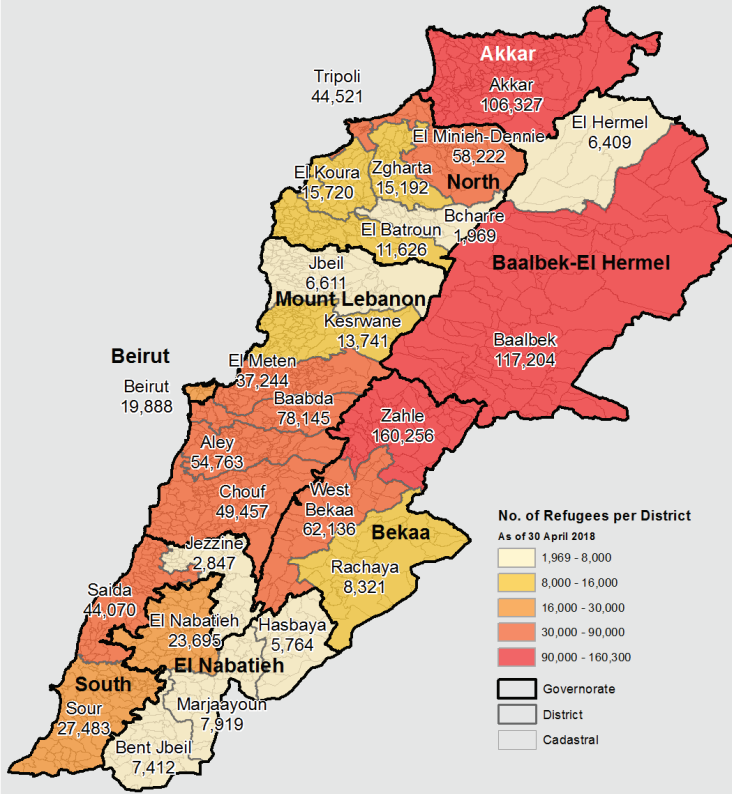 Akkar
Akkar
106,327
Tripoli
44,521
El Hermel
6,409
El Minieh-Dennie
58,222
El Koura
15,720
Zgharta
15,192
North
Bcharre
1,969
El Batroun
11,626
Jbeil
6,611
Baalbek-El Hermel
Mount Lebanon
Kesrwane
13,741
Baalbek
117,204
Beirut
Beirut
19,888
El Meten
37,244
Baabda
78,145
Zahle
160,256
Aley
54,763
Chouf
49,457
West
Bekaa
62,136
Bekaa
Jezzine
2,847
Rachaya
8,321
Saida
44,070
El Nabatieh
23,695
Hasbaya
5,764
El Nabatieh
South
Sour
27,483
Marjaayoun
7,919
Bent Jbeil
7,412
No. of Refugees per District
As of 30 April 2018
1,969 - 8,000
8,000 - 16,000
16,000 - 30,000
30,000 - 90,000
90,000 - 160,300
Governorate
District
Cadastral